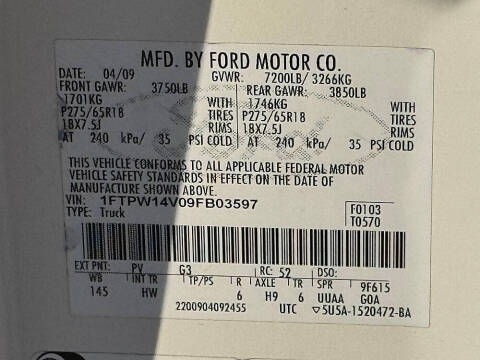 MFD. BY FORD MOTOR CO.
DATE: 04/09 GVWR: 7200LB/ 3266KG
FRONT GAWR: 3750LB REAR GAWR: 3850LB
1701KG WITH 1746KG WITH
P275/65R18 TIRES P275/65R18 TIRES
18X7.5J RIMS 18X7.5J RIMS
AT 240 kPa/ 35 PSI COLD AT 240 kPa/ 35 PSI COLD
THIS VEHICLE CONFORMS TO ALL APPLICABLE FEDERAL MOTOR
VEHICLE SAFETY STANDARDS IN EFFECT ON THE DATE OF
MANUFACTURE SHOWN ABOVE.
VIN: 1FTPW14V09FB03597 F0103
TYPE: Truck T0570
EXT PNT: PV G3 RC: 52 DSO:
WB INT TR TP/PS R AXLE TR SPR 9F615
145 HW 6 H9 6 UUAA GOA
2200904092455 UTC 5U5A-1520472-BA